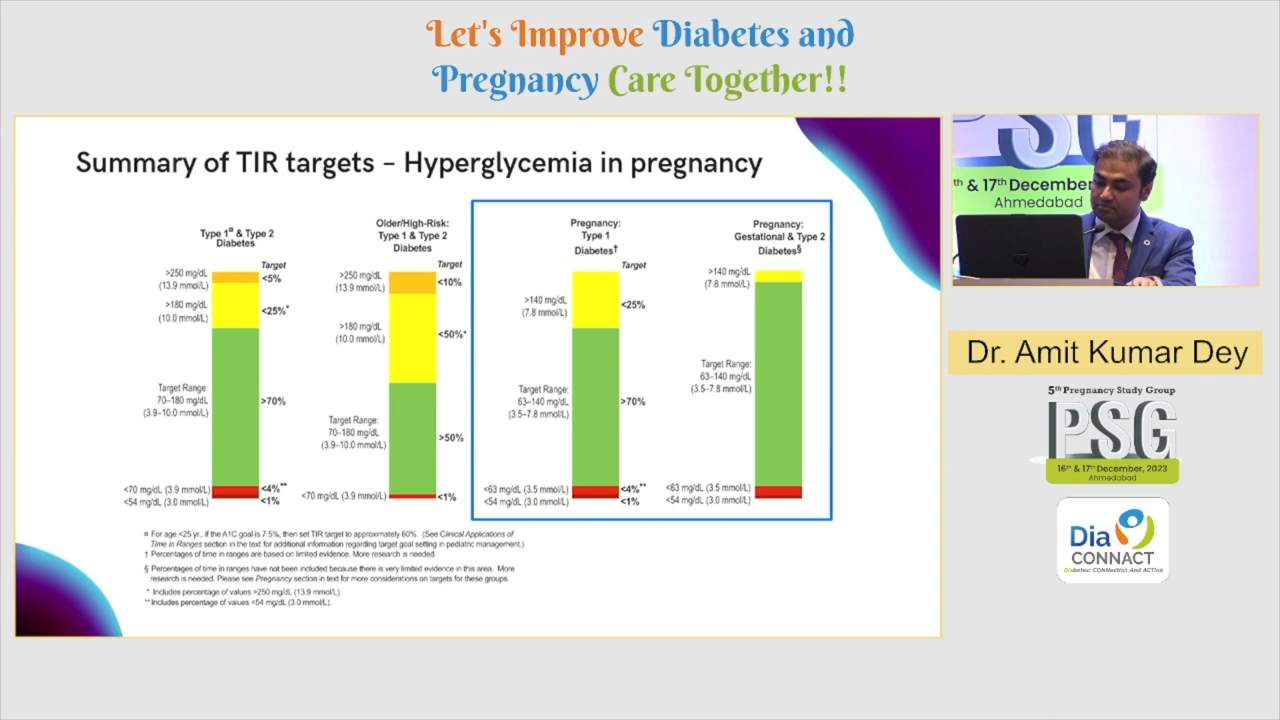 Let's Improve Diabetes and
Pregnancy Care Together!!
Summary of TIR targets – Hyperglycemia in pregnancy
Type 1¤ & Type 2
Diabetes
Target
>250 mg/dL
(13.9 mmol/L)
<5%
>180 mg/dL
(10.0 mmol/L)
<25%*
Target Range:
70–180 mg/dL
(3.9–10.0 mmol/L)
>70%
<70 mg/dL (3.9 mmol/L)
<4%**
<54 mg/dL (3.0 mmol/L)
<1%
Older/High-Risk:
Type 1 & Type 2
Diabetes
Target
>250 mg/dL
(13.9 mmol/L)
<10%
>180 mg/dL
(10.0 mmol/L)
<50%*
Target Range:
70–180 mg/dL
(3.9–10.0 mmol/L)
>50%
<70 mg/dL (3.9 mmol/L)
<1%
Pregnancy:
Type 1
Diabetes†
Target
>140 mg/dL
(7.8 mmol/L)
<25%
Target Range:
63–140 mg/dL
(3.5–7.8 mmol/L)
>70%
<63 mg/dL (3.5 mmol/L)
<4%**
<54 mg/dL (3.0 mmol/L)
<1%
Pregnancy:
Gestational & Type 2
Diabetes§
>140 mg/dL
(7.8 mmol/L)
Target Range:
63–140 mg/dL
(3.5–7.8 mmol/L)
<63 mg/dL (3.5 mmol/L)
<54 mg/dL (3.0 mmol/L)
¤ For age <25 yr., if the A1C goal is 7.5%, then set TIR target to approximately 60%. (See Clinical Applications of
Time in Ranges section in the text for additional information regarding target goal setting in pediatric management.)
† Percentages of time in ranges are based on limited evidence. More research is needed.
§ Percentages of time in ranges have not been included because there is very limited evidence in this area. More
research is needed. Please see Pregnancy section in text for more considerations on targets for these groups.
* Includes percentage of values >250 mg/dL (13.9 mmol/L).
** Includes percentage of values <54 mg/dL (3.0 mmol/L).
PSG
th & 17th December
Ahmedabad
Dr. Amit Kumar Dey
5th Pregnancy Study Group
PSG
16th & 17th December, 2023
Ahmedabad
Dia
CONNACT
Diabetes: CONNection And ACTion